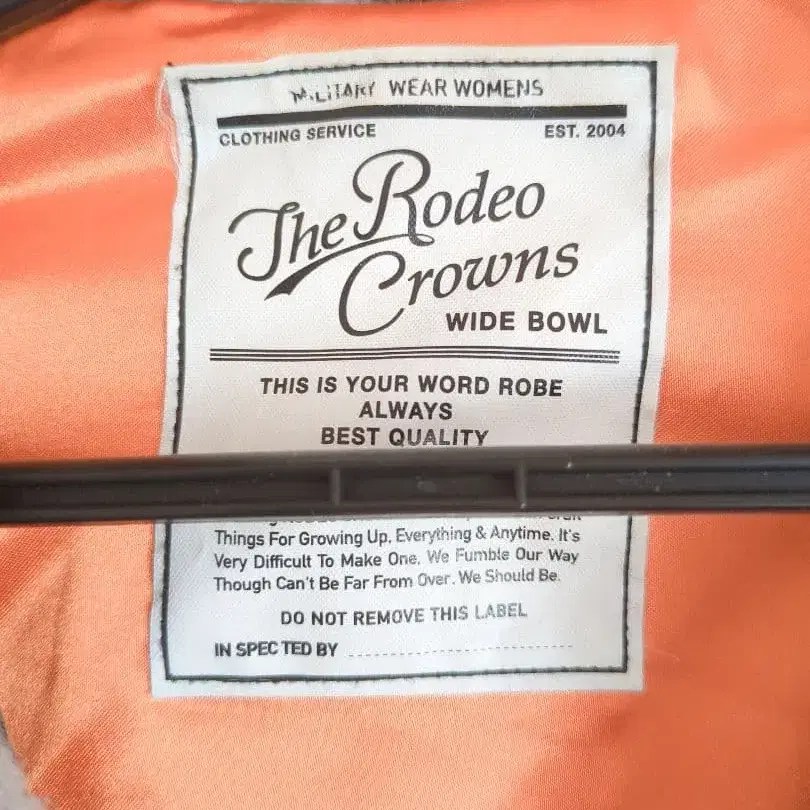 MILITARY WEAR WOMENS
CLOTHING SERVICE
EST. 2004
The Rodeo
Crowns
WIDE BOWL
THIS IS YOUR WORD ROBE
ALWAYS
BEST QUALITY
Things For Growing Up, Everything & Anytime. It's
Very Difficult To Make One. We Fumble Our Way
Though Can't Be Far From Over. We Should Be.
DO NOT REMOVE THIS LABEL
IN SPEC TED BY